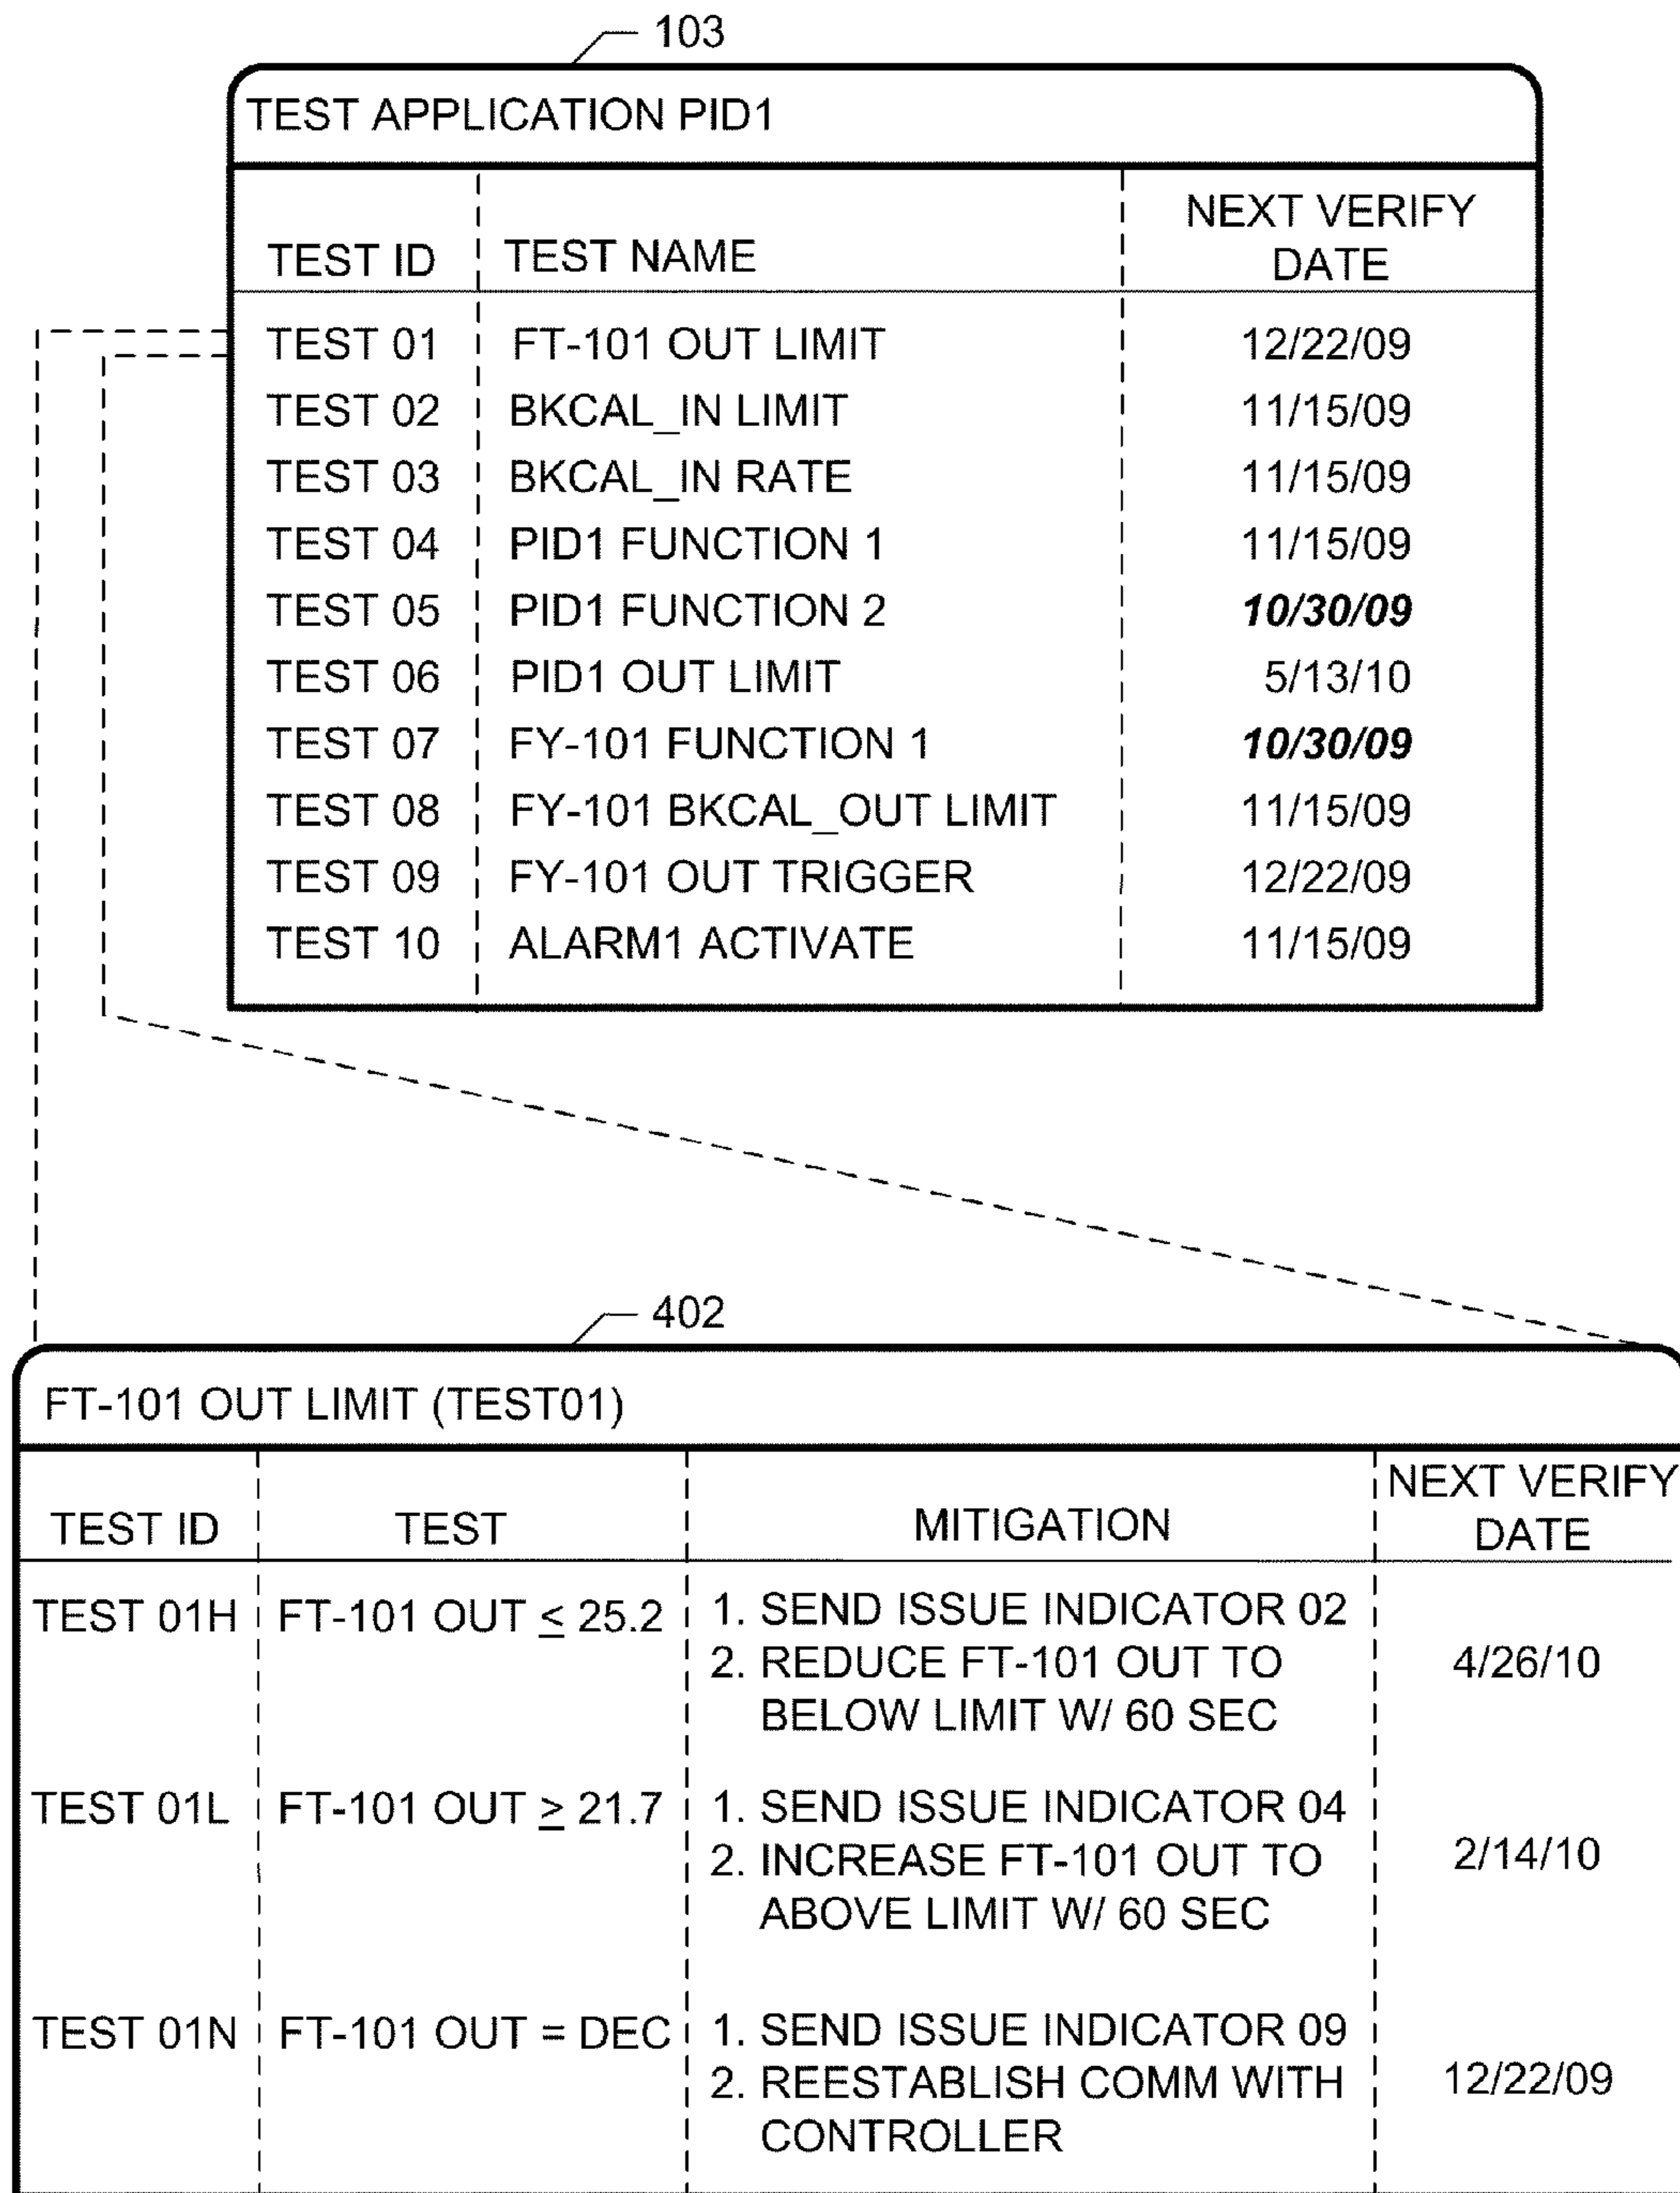 103
TEST APPLICATION PID1
TEST ID TEST NAME NEXT VERIFY DATE
TEST 01 FT-101 OUT LIMIT 12/22/09
TEST 02 BKCAL_IN LIMIT 11/15/09
TEST 03 BKCAL_IN RATE 11/15/09
TEST 04 PID1 FUNCTION 1 11/15/09
TEST 05 PID1 FUNCTION 2 10/30/09
TEST 06 PID1 OUT LIMIT 5/13/10
TEST 07 FY-101 FUNCTION 1 10/30/09
TEST 08 FY-101 BKCAL_OUT LIMIT 11/15/09
TEST 09 FY-101 OUT TRIGGER 12/22/09
TEST 10 ALARM1 ACTIVATE 11/15/09
402
FT-101 OUT LIMIT (TEST01)
TEST ID TEST MITIGATION NEXT VERIFY DATE
TEST 01H FT-101 OUT ≤ 25.2 1. SEND ISSUE INDICATOR 02
2. REDUCE FT-101 OUT TO 4/26/10
BELOW LIMIT W/ 60 SEC
TEST 01L FT-101 OUT ≥ 21.7 1. SEND ISSUE INDICATOR 04
2. INCREASE FT-101 OUT TO 2/14/10
ABOVE LIMIT W/ 60 SEC
TEST 01N FT-101 OUT = DEC 1. SEND ISSUE INDICATOR 09
2. REESTABLISH COMM WITH 12/22/09
CONTROLLER